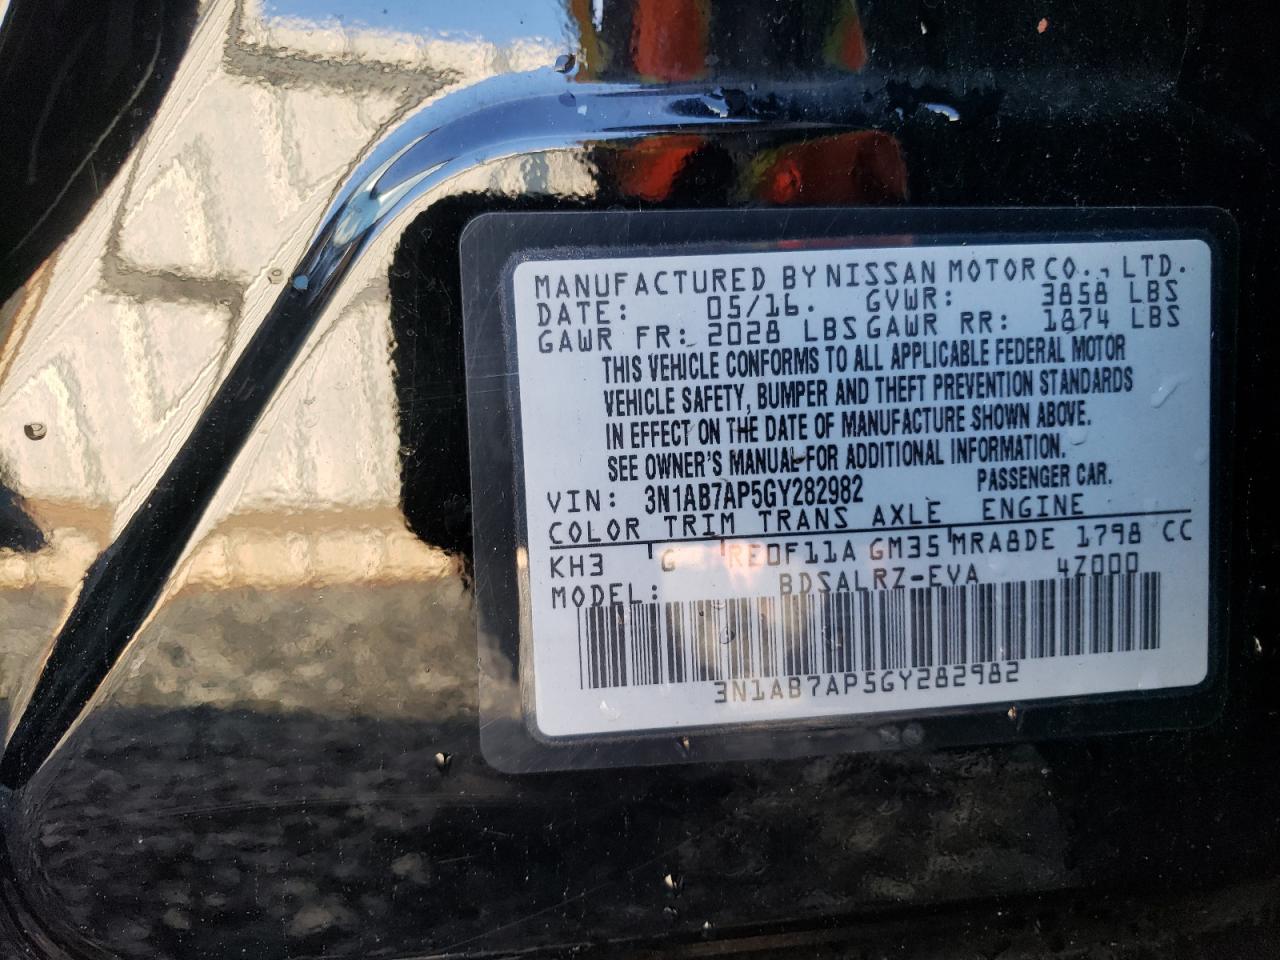 MANUFACTURED BY NISSAN MOTOR CO., LTD.
DATE: 05/16. GVWR: 3858 LBS
GAWR FR: 2028 LBS GAWR RR: 1874 LBS
THIS VEHICLE CONFORMS TO ALL APPLICABLE FEDERAL MOTOR
VEHICLE SAFETY, BUMPER AND THEFT PREVENTION STANDARDS
IN EFFECT ON THE DATE OF MANUFACTURE SHOWN ABOVE.
SEE OWNER'S MANUAL FOR ADDITIONAL INFORMATION.
VIN: 3N1AB7AP5GY282982 PASSENGER CAR.
COLOR TRIM TRANS AXLE ENGINE
KH3 G RE0F11A GM35 MRA8DE 1798 CC
MODEL: BDSALRZ-EVA 4Z000
3N1AB7AP5GY282982